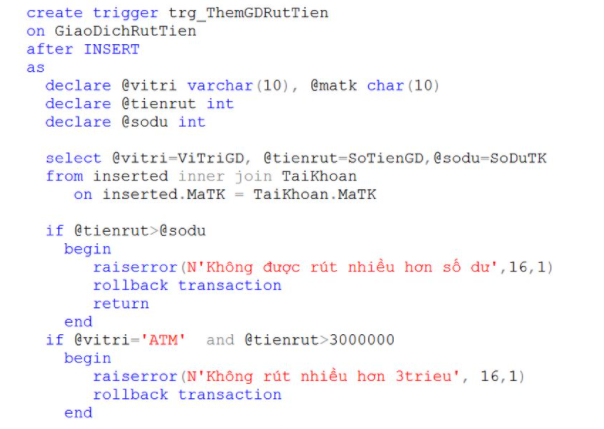 create trigger trg_ThemGDRutTien
on GiaoDichRutTien
after INSERT
as
declare @vitri varchar(10), @matk char(10)
declare @tienrut int
declare @sodu int
select @vitri=ViTriGD, @tienrut=SoTienGD,@sodu=SoDuTK
from inserted inner join TaiKhoan
on inserted.MaTK = TaiKhoan.MaTK
if @tienrut>@sodu
begin
raiserror(N'Không được rút nhiều hơn số dư',16,1)
rollback transaction
return
end
if @vitri='ATM' and @tienrut>3000000
begin
raiserror(N'Không rút nhiều hơn 3trieu', 16,1)
rollback transaction
end